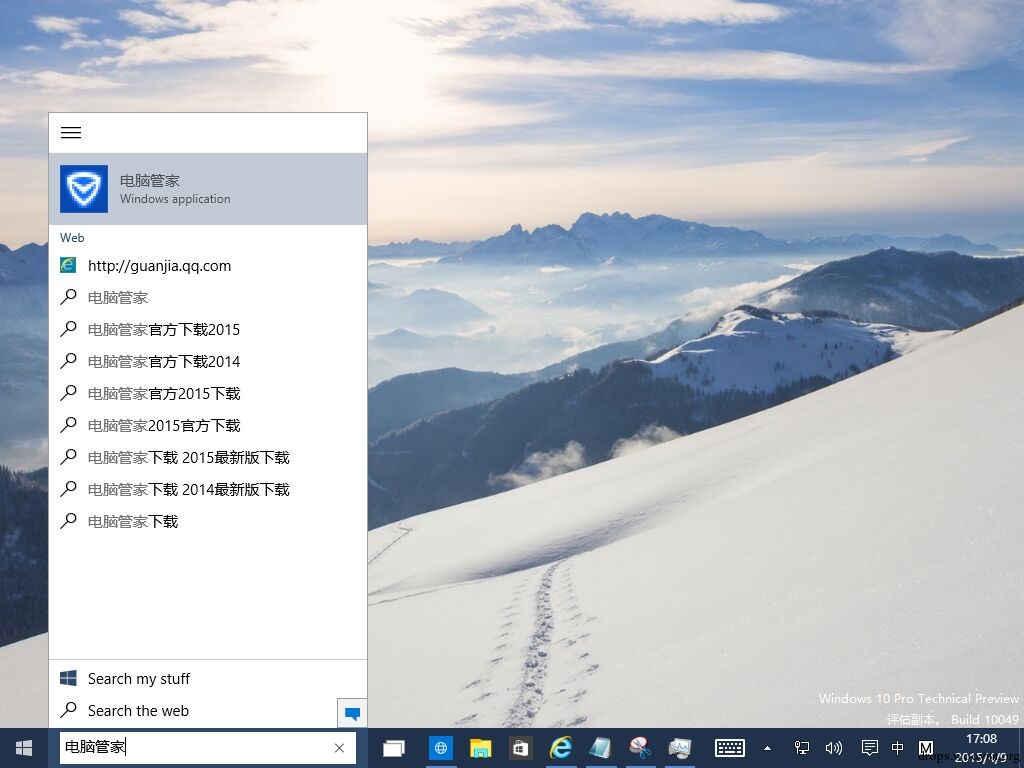 电脑管家
Windows application
Web
http://guanjia.qq.com
电脑管家
电脑管家官方下载2015
电脑管家官方下载2014
电脑管家官方2015下载
电脑管家2015官方下载
电脑管家下载 2015最新版下载
电脑管家下载 2014最新版下载
电脑管家下载
Search my stuff
Search the web
电脑管家
Windows 10 Pro Technical Preview
评估副本。 Build 10049
中
M
17:08